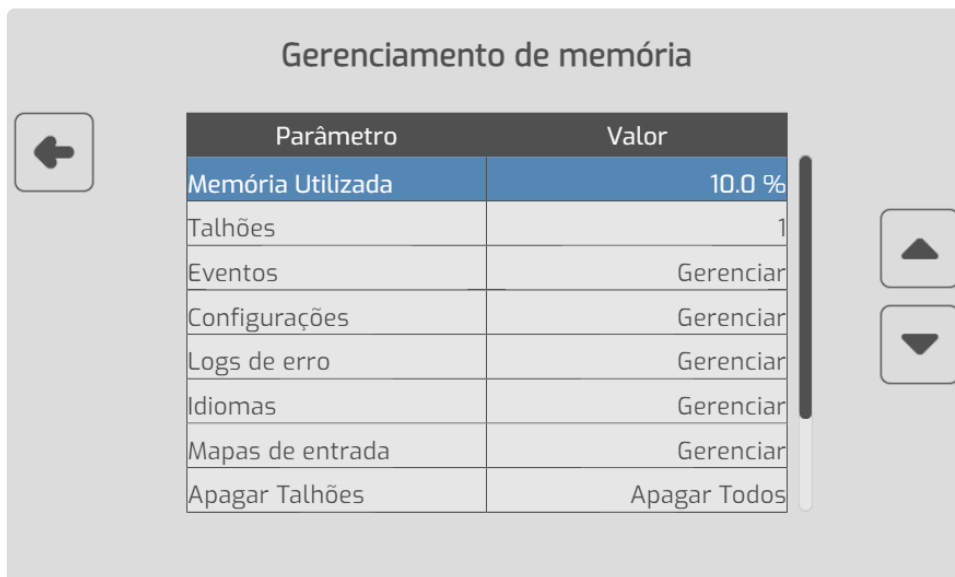 Gerenciamento de memória
Parâmetro Valor
Memória Utilizada 10.0 %
Talhões 1
Eventos Gerenciar
Configurações Gerenciar
Logs de erro Gerenciar
Idiomas Gerenciar
Mapas de entrada Gerenciar
Apagar Talhões Apagar Todos